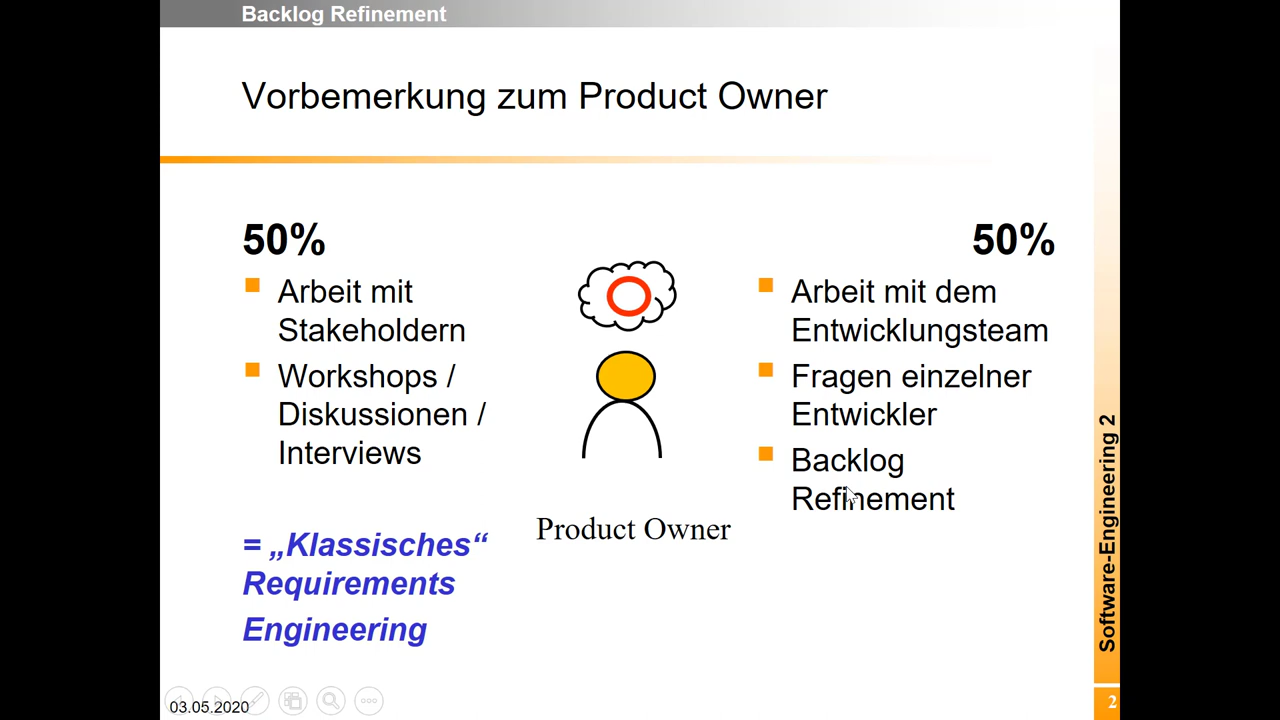 Backlog Refinement
Vorbemerkung zum Product Owner
50%
Arbeit mit
Stakeholdern
Workshops /
Diskussionen /
Interviews
= „Klassisches“
Requirements
Engineering
Product Owner
50%
Arbeit mit dem
Entwicklungsteam
Fragen einzelner
Entwickler
Backlog
Refinement
Software-Engineering 2
03.05.2020
2